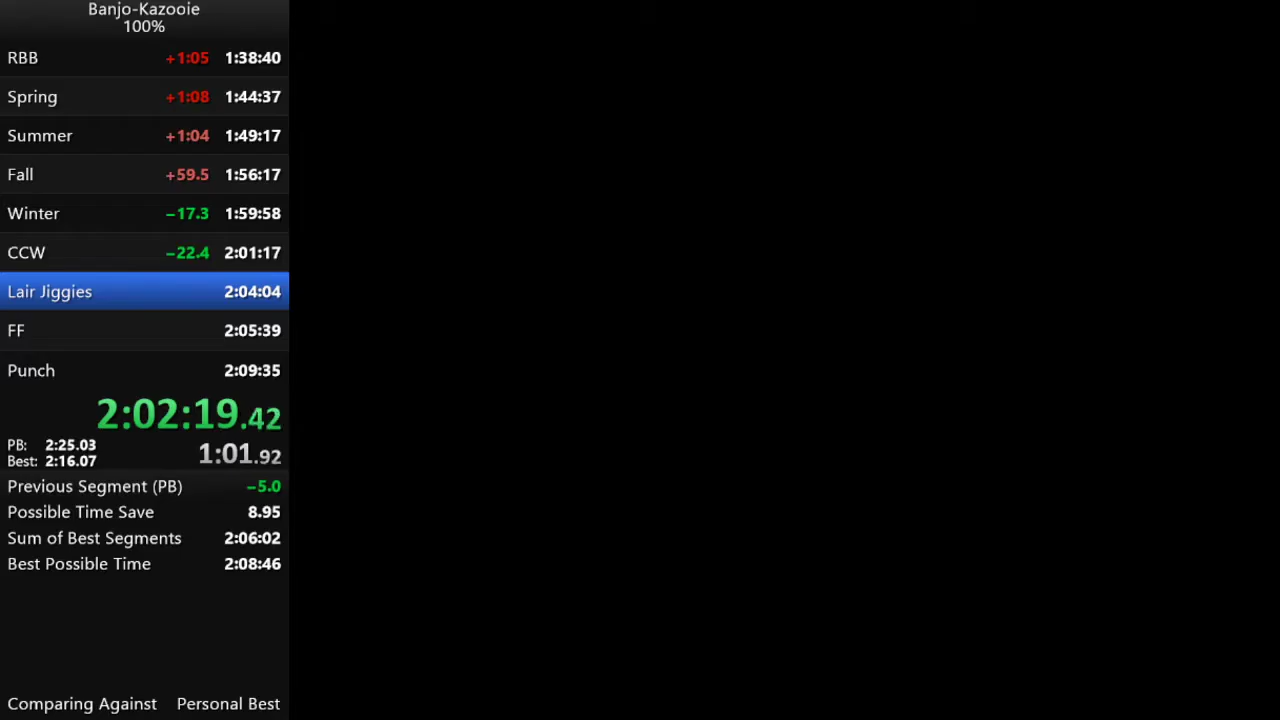 Banjo-Kazooie
100%
RBB +1:05 1:38:40
Spring +1:08 1:44:37
Summer +1:04 1:49:17
Fall +59.5 1:56:17
Winter −17.3 1:59:58
CCW −22.4 2:01:17
Lair Jiggies 2:04:04
FF 2:05:39
Punch 2:09:35
2:02:19.42
PB: 2:25.03
Best: 2:16.07
1:01.92
Previous Segment (PB) −5.0
Possible Time Save 8.95
Sum of Best Segments 2:06:02
Best Possible Time 2:08:46
Comparing Against Personal Best